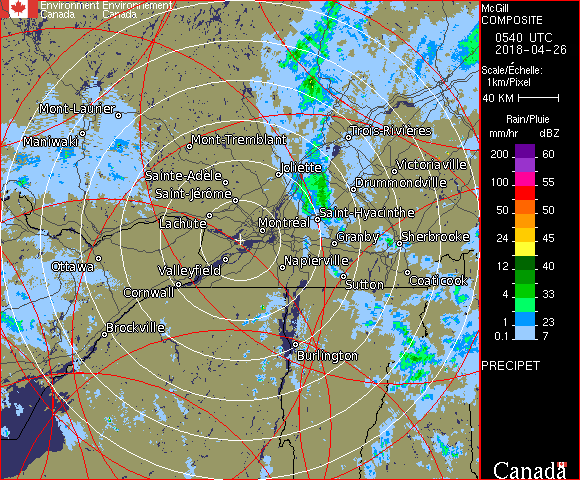 Environment Environnement
Canada Canada
McGill
COMPOSITE
0540 UTC
2018-04-26
Scale/Échelle:
1km/Pixel
40 KM
Rain/Pluie
mm/hr dBZ
200 60
100 55
50 50
24 45
12 40
4 33
1 23
0.1 7
PRECIPET
Canada
Mont-Laurier
Maniwaki
Mont-Tremblant
Trois-Rivières
Sainte-Adèle
Joliette
Victoriaville
Saint-Jérôme
Drummondville
Lachute
Saint-Hyacinthe
Montréal
Granby
Sherbrooke
Ottawa
Valleyfield
Napierville
Cornwall
Sutton
Coaticook
Brockville
Burlington